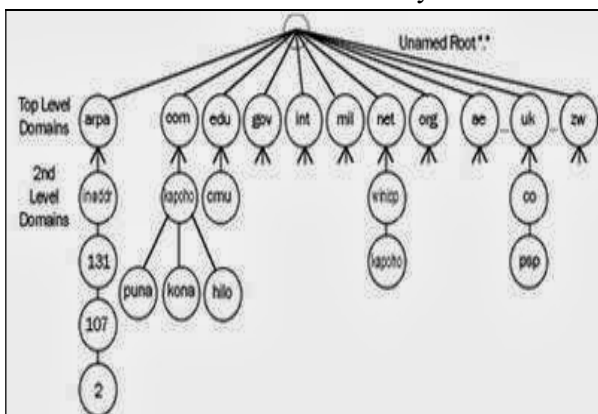 Unamed Root "."
Top Level
Domains
arpa com edu gov int mil net org ae uk zw
2nd
Level
Domains
inaddr kapoho cmu co
131 kapoho psp
puna kona hilo
107
2